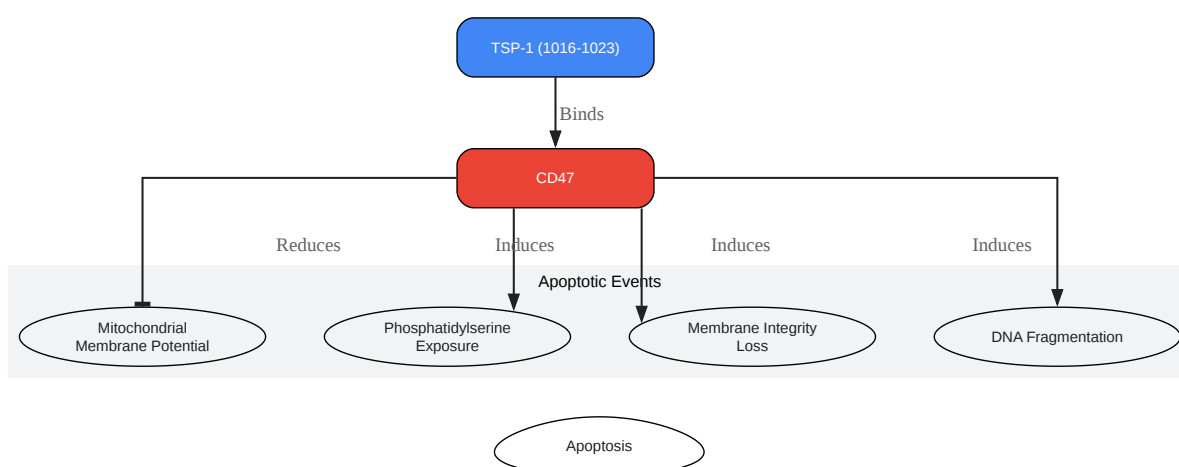 TSP-1 (1016-1023)
Binds
CD47
Reduces
Induces
Induces
Induces
Apoptotic Events
Mitochondrial
Membrane Potential
Phosphatidylserine
Exposure
Membrane Integrity
Loss
DNA Fragmentation
Apoptosis